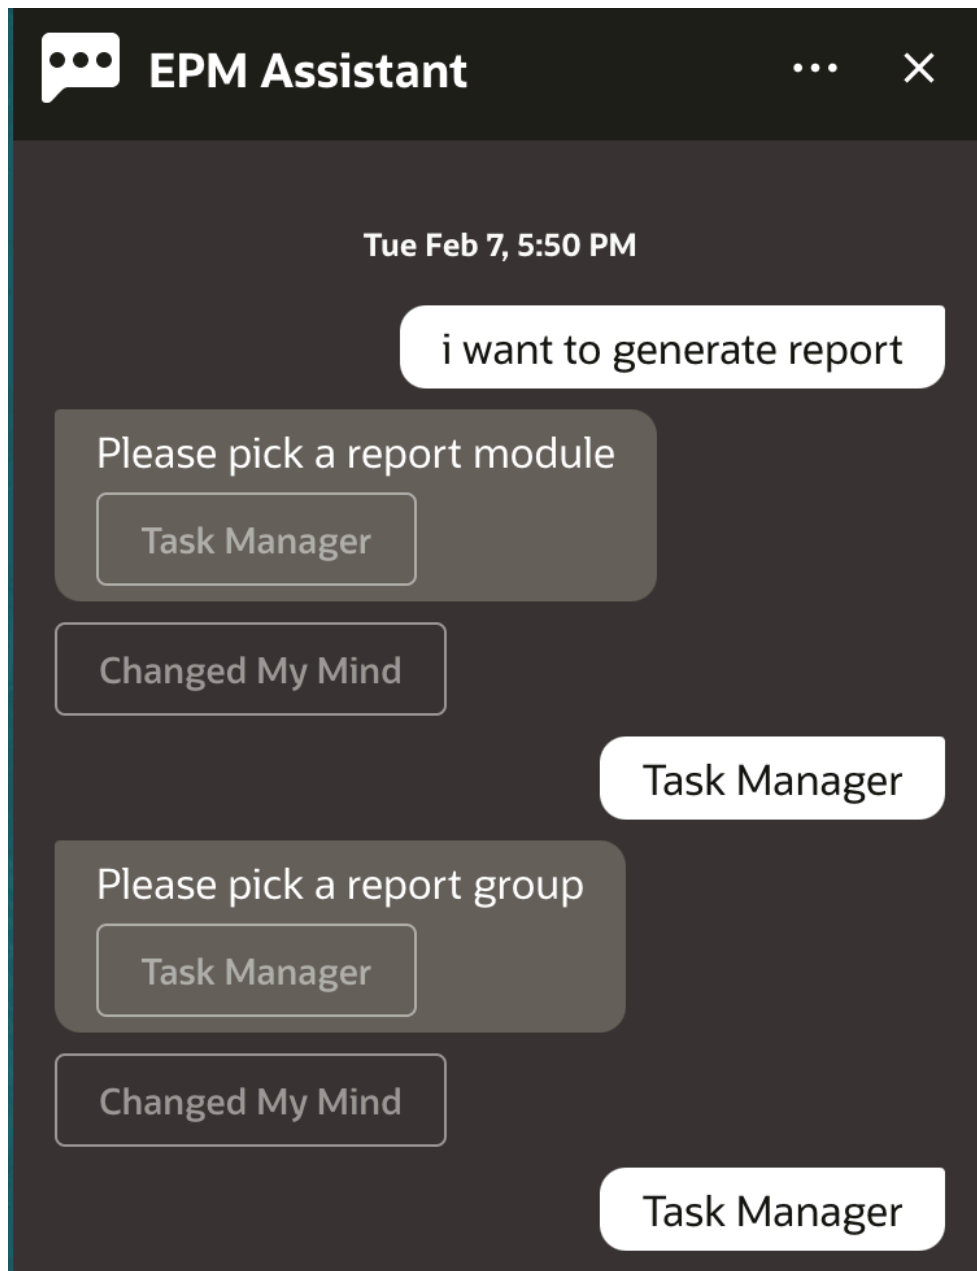 EPM Assistant
Tue Feb 7, 5:50 PM
i want to generate report
Please pick a report module
Task Manager
Changed My Mind
Task Manager
Please pick a report group
Task Manager
Changed My Mind
Task Manager